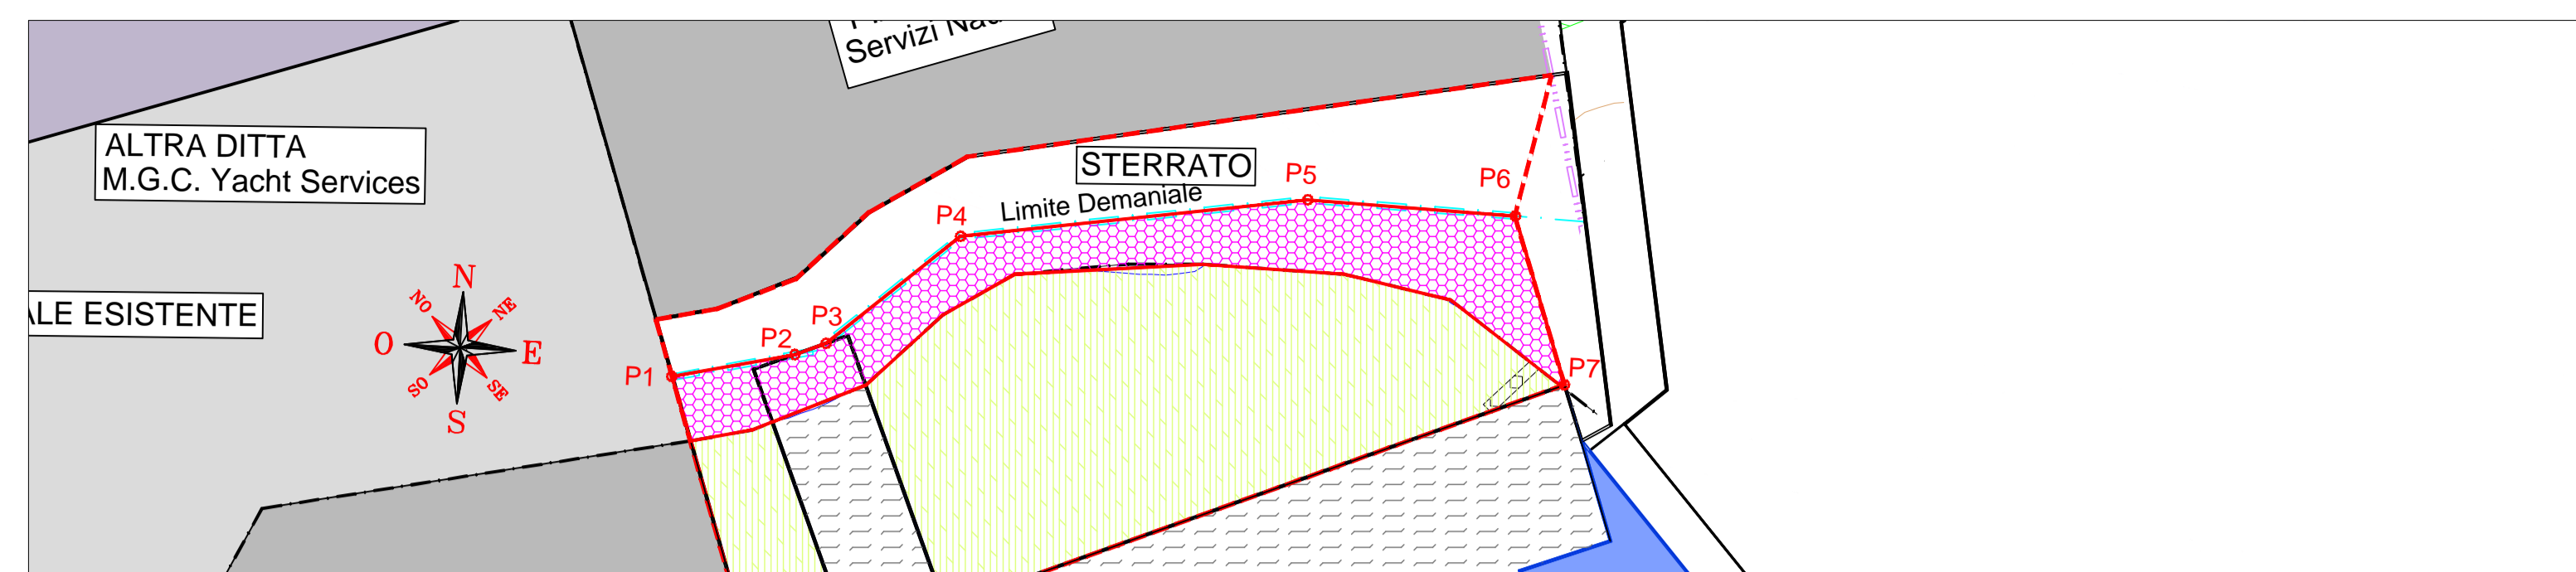 Servizi
ALTRA DITTA
M.G.C. Yacht Services
STERRATO
P5
P6
Limite Demaniale
P4
N
NO
NE
ESISTENTE
P3
P2
O
E
P1
P7
SO
SE
S